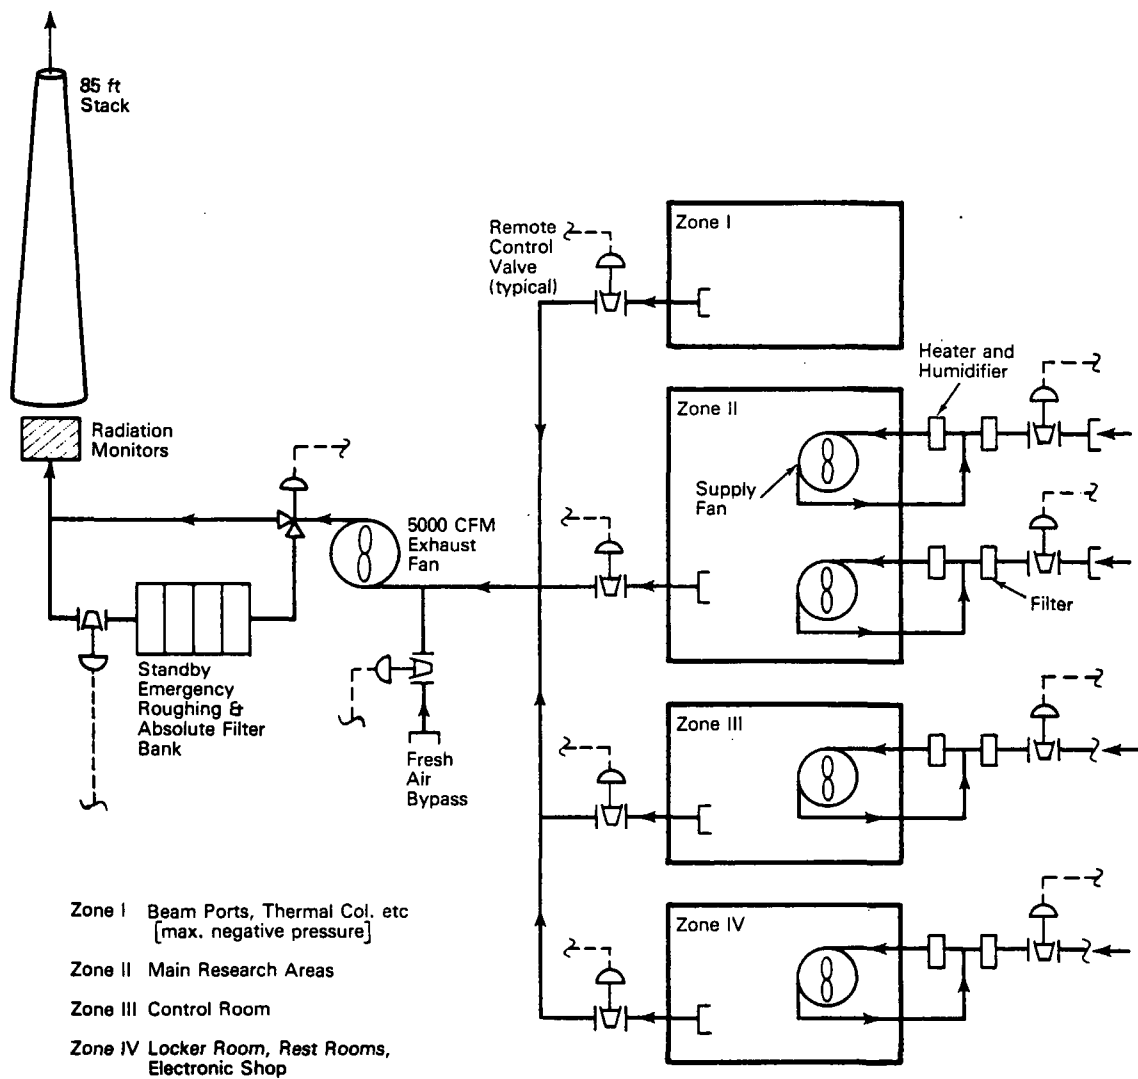 85 ft
Stack
Remote
Control
Valve
(typical)
Zone I
Heater and
Humidifier
Zone II
Radiation
Monitors
Supply
Fan
5000 CFM
Exhaust
Fan
Filter
Standby
Emergency
Roughing &
Absolute Filter
Bank
Zone III
Fresh
Air
Bypass
Zone IV
Zone I Beam Ports, Thermal Col. etc
[max. negative pressure]
Zone II Main Research Areas
Zone III Control Room
Zone IV Locker Room, Rest Rooms,
Electronic Shop